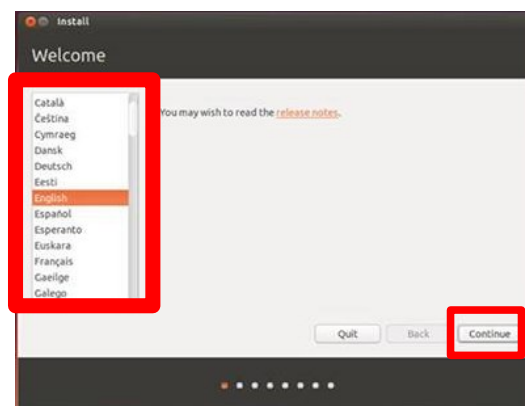 Install
Welcome
Català
Čeština
Cymraeg
Dansk
Deutsch
Eesti
English
Español
Esperanto
Euskara
Français
Gaeilge
Galego
You may wish to read the release notes.
Quit
Back
Continue